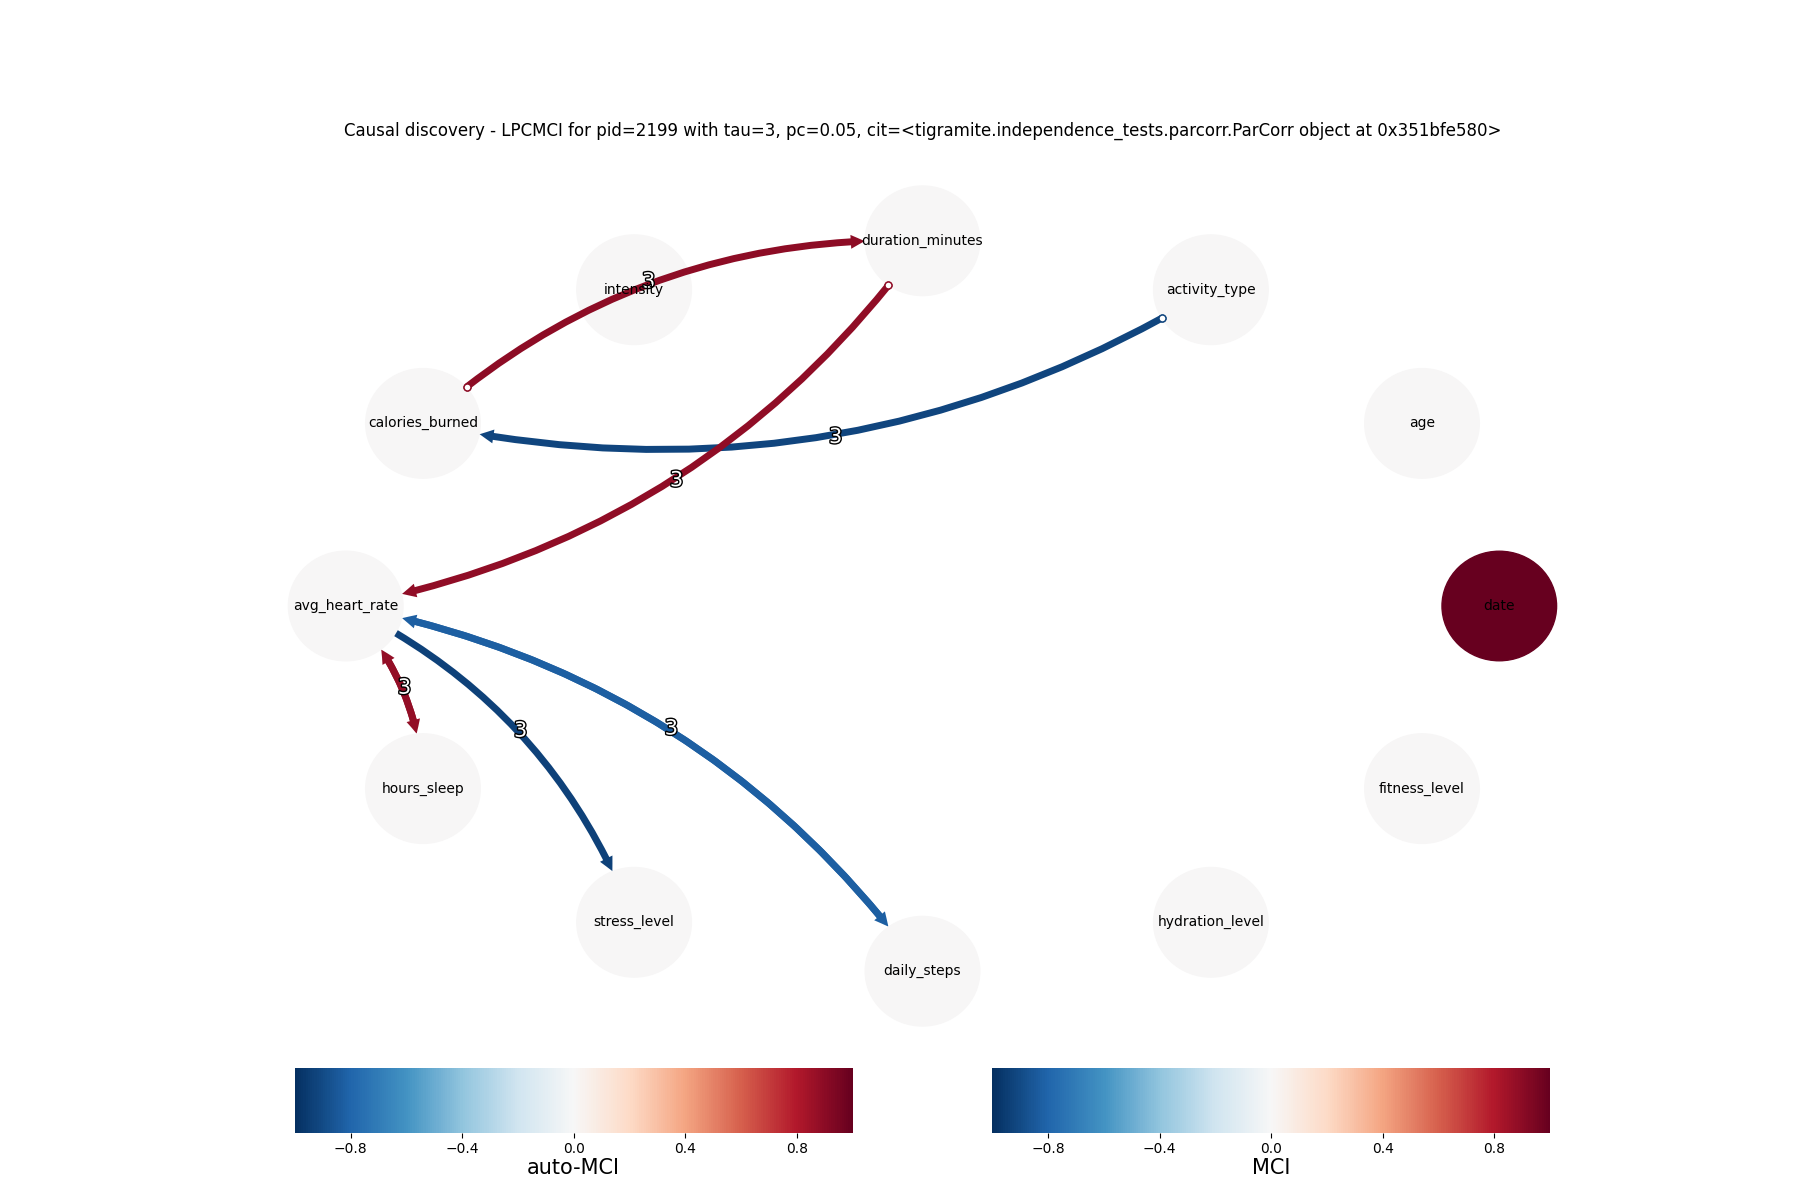 Causal discovery - LPCMCI for pid=2199 with tau=3, pc=0.05, cit=<tigramite.independence_tests.parcorr.ParCorr object at 0x351bfe580>
duration_minutes
intensity
3
activity_type
calories_burned
3
age
3
avg_heart_rate
date
3
3
3
hours_sleep
fitness_level
stress_level
hydration_level
daily_steps
−0.8 −0.4 0.0 0.4 0.8
auto-MCI
−0.8 −0.4 0.0 0.4 0.8
MCI